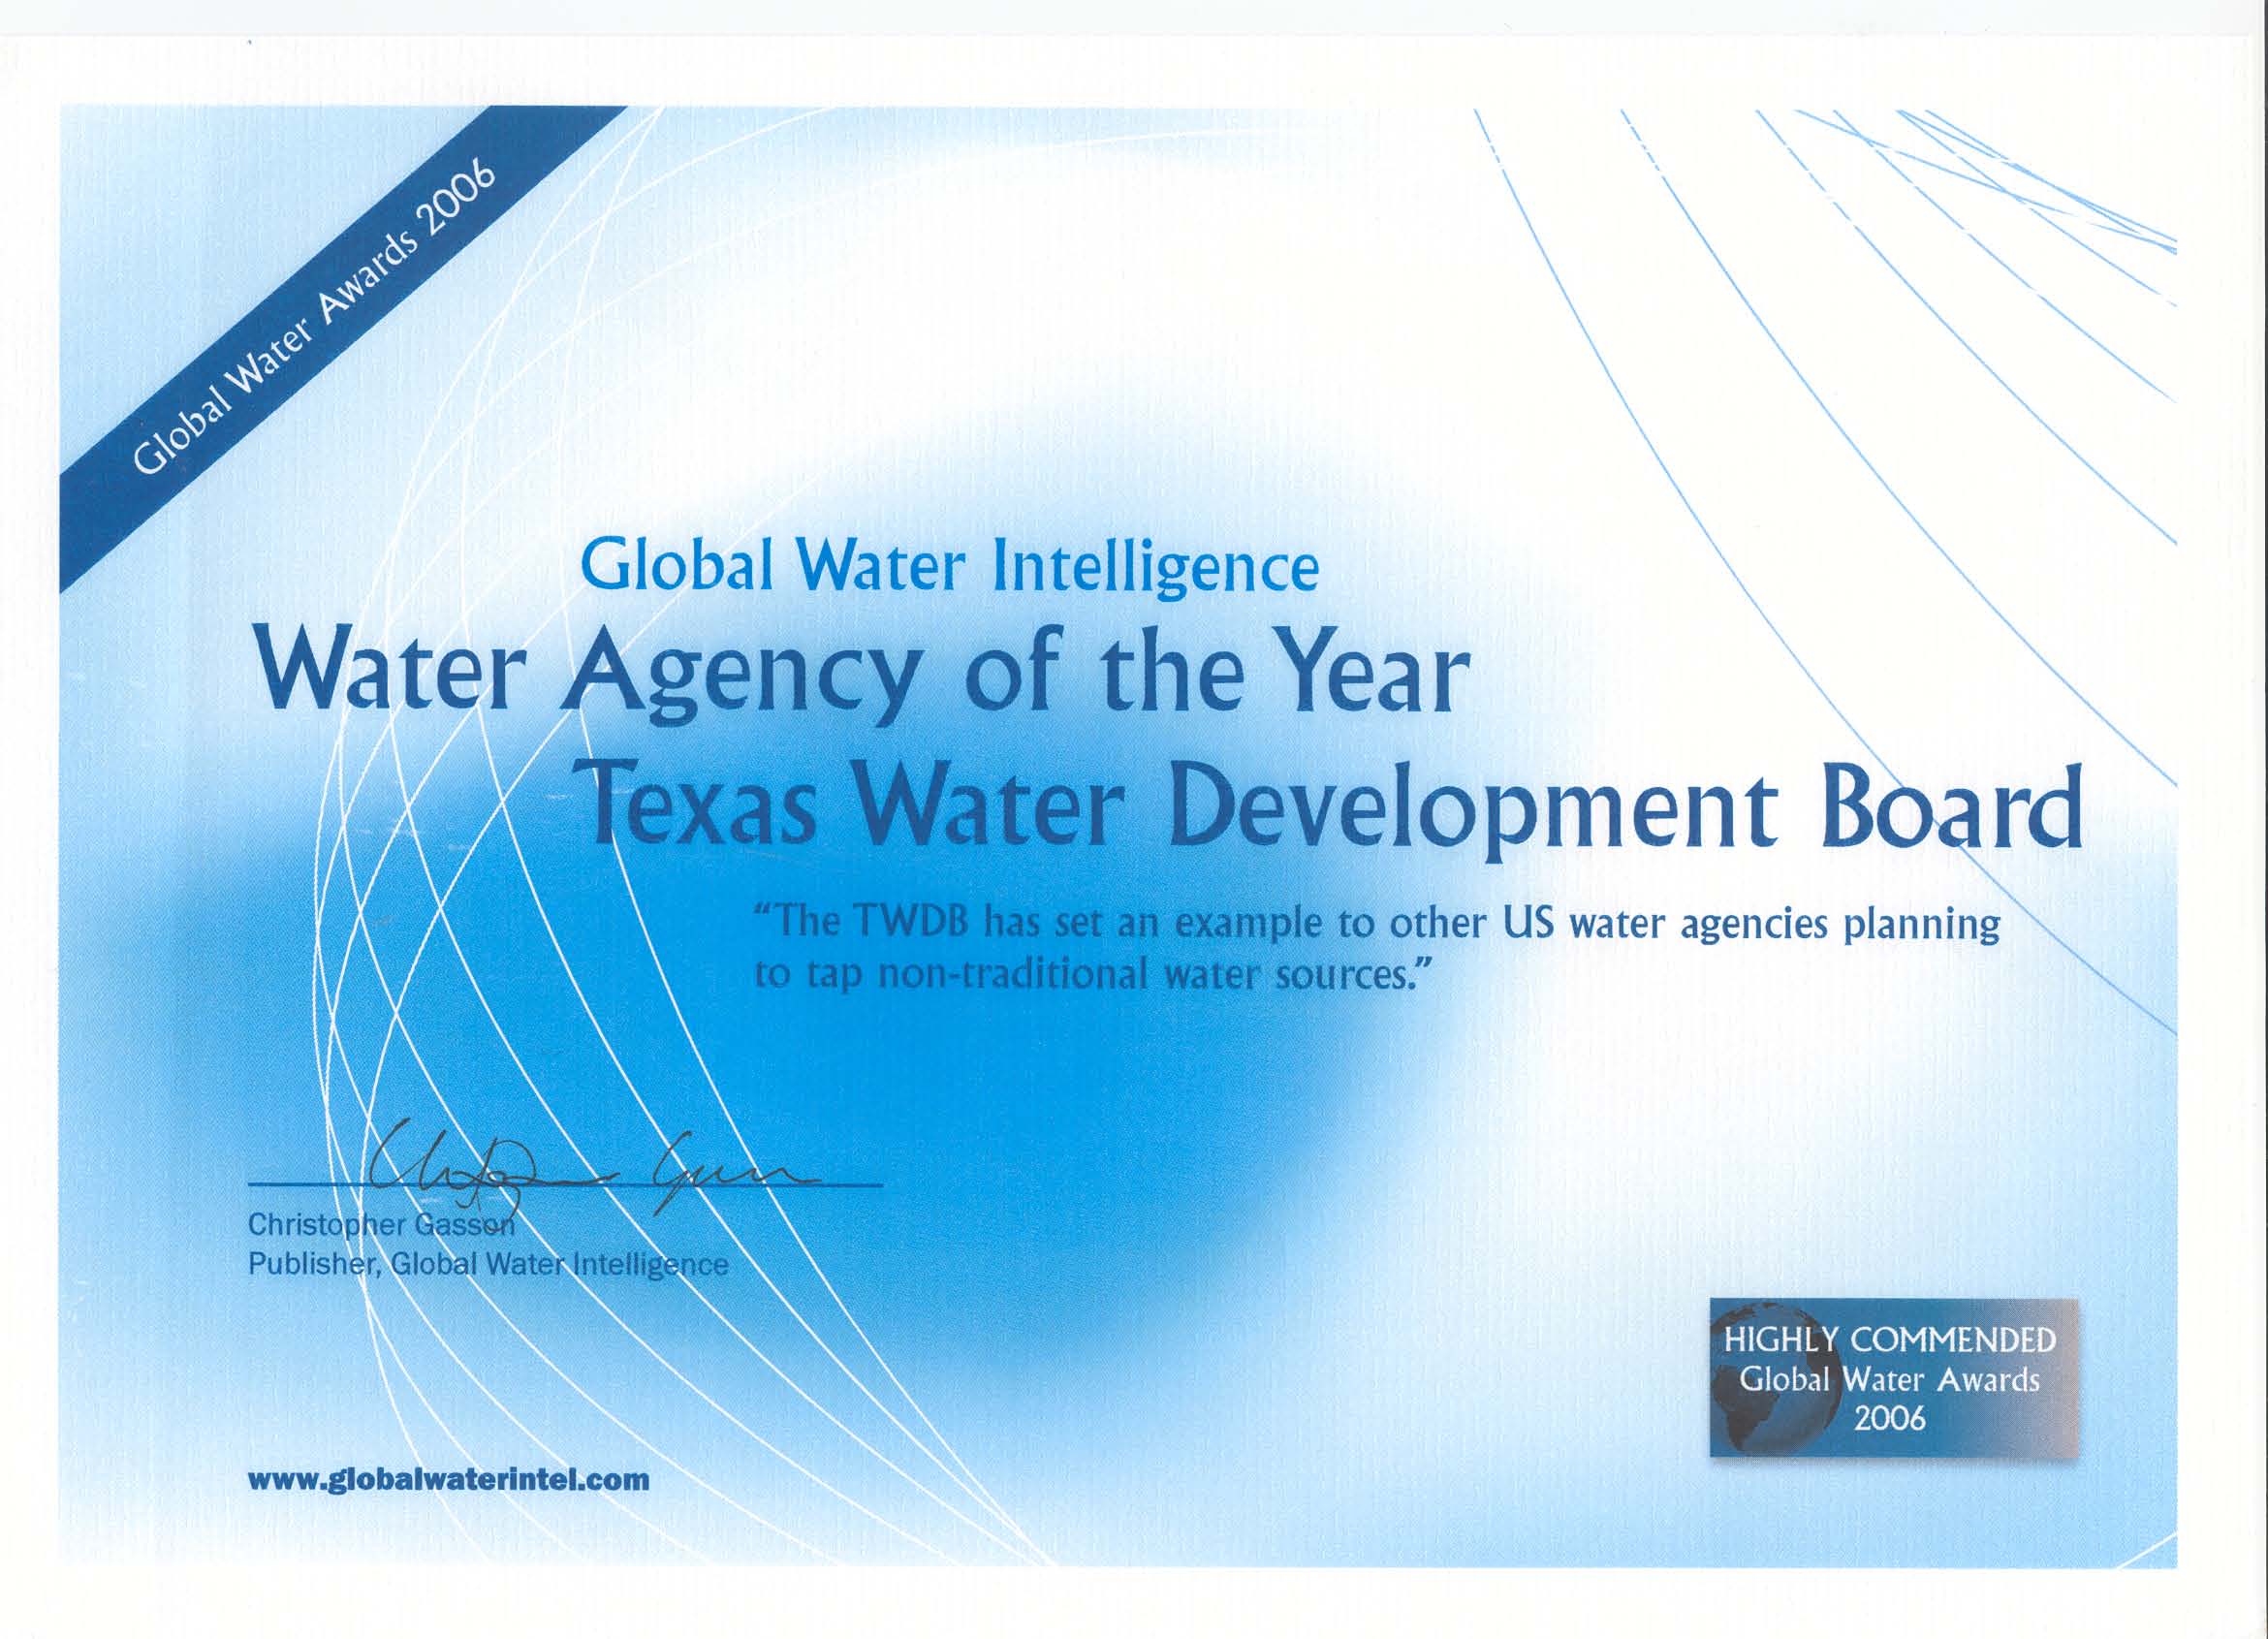 Global Water Awards 2006
Global Water Intelligence
Water Agency of the Year
Texas Water Development Board
“The TWDB has set an example to other US water agencies planning
to tap non-traditional water sources.”
Christopher Gasson
Publisher, Global Water Intelligence
HIGHLY COMMENDED
Global Water Awards
2006
www.globalwaterintel.com